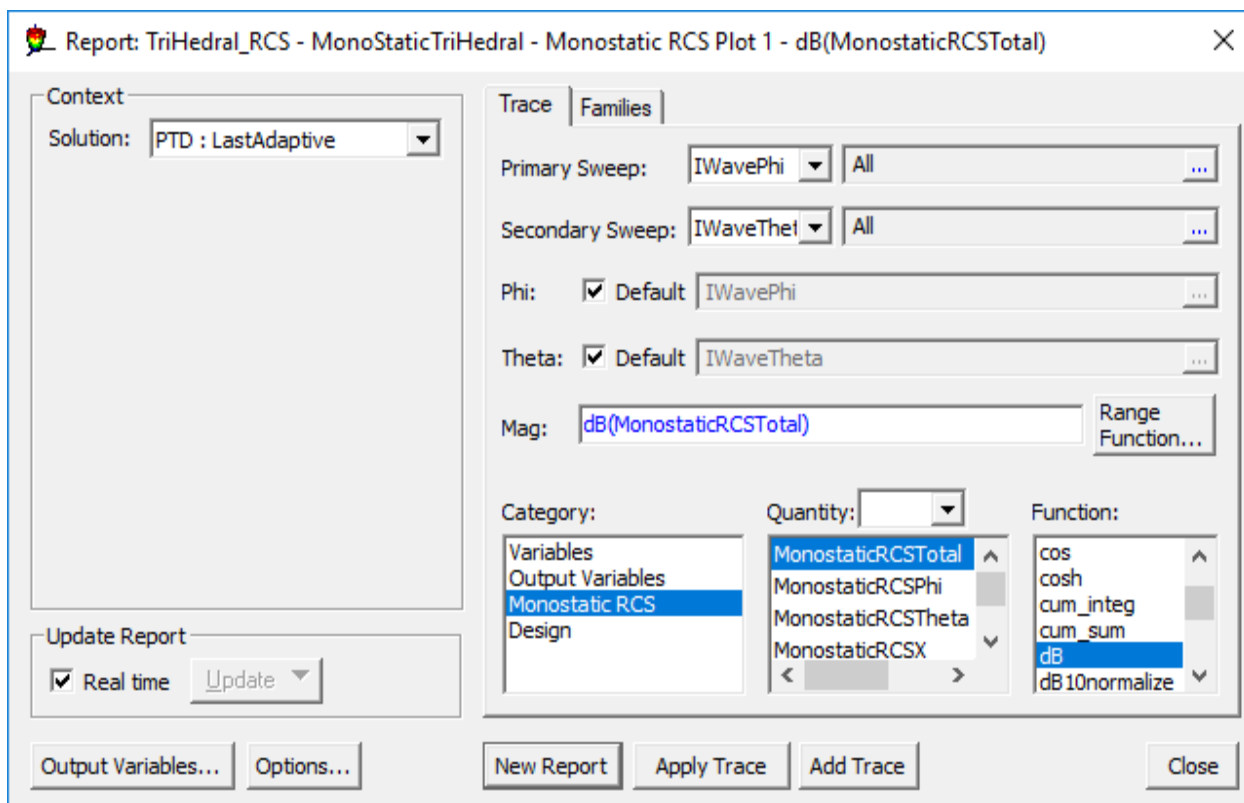 Report: TriHedral_RCS - MonoStaticTriHedral - Monostatic RCS Plot 1 - dB(MonostaticRCSTotal)
Context
Solution: PTD : LastAdaptive
Trace Families
Primary Sweep: IWavePhi All ...
Secondary Sweep: IWaveThet All ...
Phi: Default IWavePhi ...
Theta: Default IWaveTheta ...
Mag: dB(MonostaticRCSTotal) Range
Function...
Category:
Variables
Output Variables
Monostatic RCS
Design
Quantity:
MonostaticRCSTotal
MonostaticRCSPhi
MonostaticRCSTheta
MonostaticRCSX
Function:
cos
cosh
cum_integ
cum_sum
dB
dB10normalize
Update Report
Real time Update
Output Variables... Options... New Report Apply Trace Add Trace Close